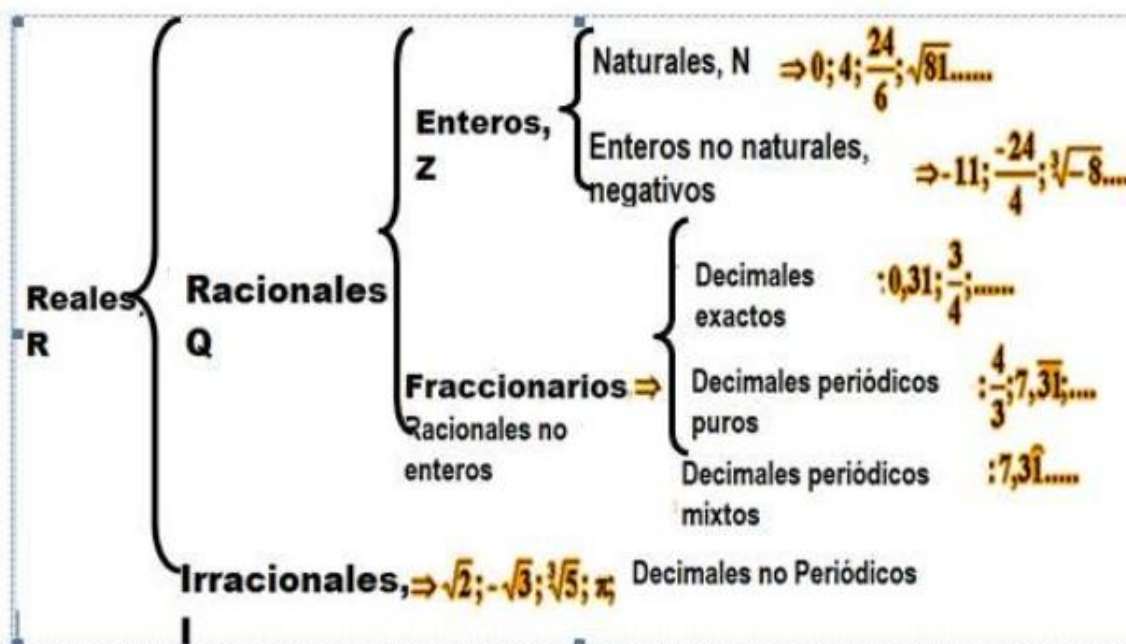 Naturales, N ⇒0; 4; 24/6; √81......
Enteros,
Z
Enteros no naturales,
negativos ⇒-11; -24/4; ∛-8....
Reales,
R
Racionales
Q
Decimales
exactos :0,31; 3/4;......
Fraccionarios ⇒
Racionales no
enteros
Decimales periódicos
puros :4/3;7,3̅1̅;....
Decimales periódicos
mixtos :7,31̂.....
Irracionales,⇒√2;-√3;∛5; π; Decimales no Periódicos
I